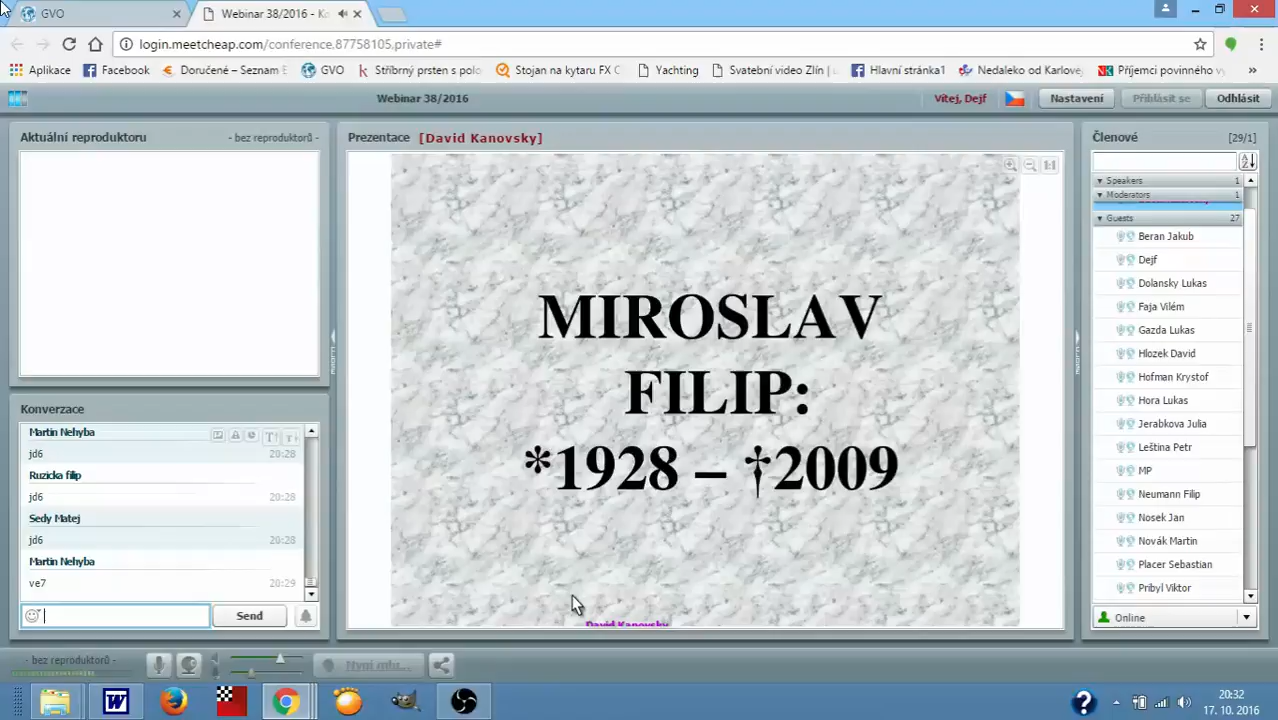 GVO
Webinar 38/2016 - Ko
login.meetcheap.com/conference,87758105,private#
Aplikace
Facebook
Doručené – Seznam E
GVO
Stříbrný prsten s polo
Stojan na kytaru FX C
Yachting
Svatební video Zlín |
Hlavní stránka1
Nedaleko od Karlovej
Příjemci povinného v
»
Webinar 38/2016
Vítej, Dejf
Nastavení
Přihlásit se
Odhlásit
Aktuální reproduktoru
- bez reproduktorů -
Prezentace [David Kanovsky]
Členové
[29/1]
Speakers 1
Moderators 1
Guests 27
Beran Jakub
Dejf
Dolansky Lukas
Faja Vilém
Gazda Lukas
Hlozek David
Hofman Krystof
Hora Lukas
Jerabkova Julia
Leština Petr
MP
Neumann Filip
Nosek Jan
Novák Martin
Placer Sebastian
Pribyl Viktor
Online
MIROSLAV
FILIP:
*1928 – †2009
David Kanovsky
Konverzace
Martin Nehyba
jd6 20:28
Ruzicka filip
jd6 20:28
Sedy Matej
jd6 20:28
Martin Nehyba
ve7 20:29
Send
- bez reproduktorů -
20:32
17. 10. 2016